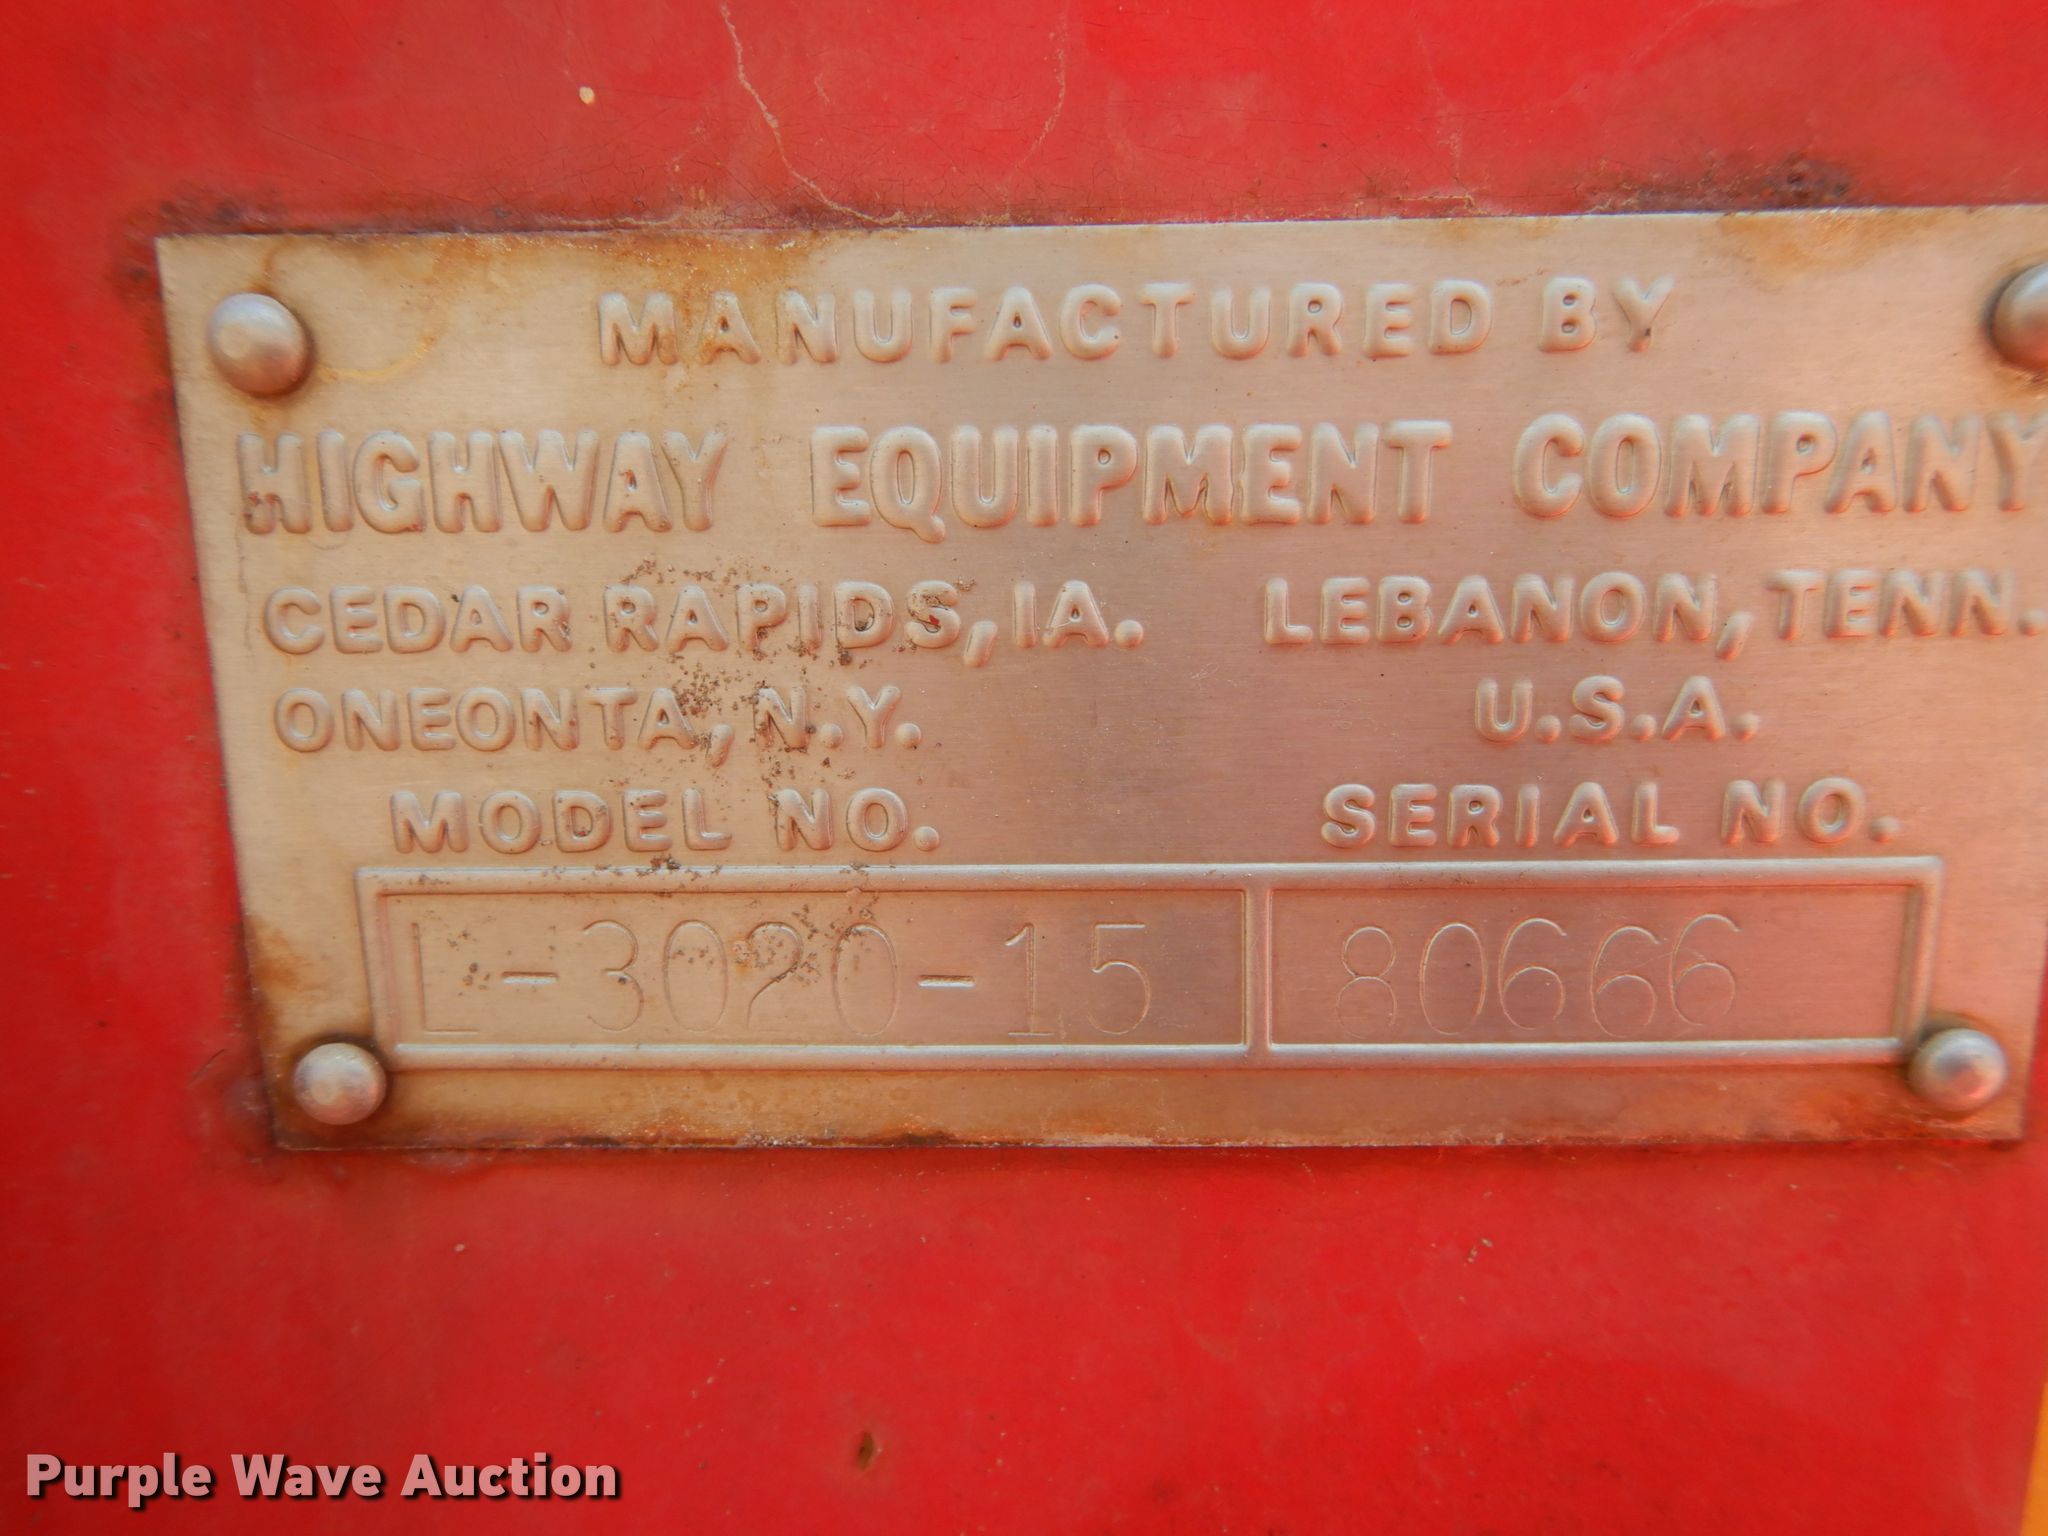 MANUFACTURED BY
HIGHWAY EQUIPMENT COMPANY
CEDAR RAPIDS, IA. LEBANON, TENN.
ONEONTA, N.Y. U.S.A.
MODEL NO. SERIAL NO.
L-3020-15 80666
Purple Wave Auction